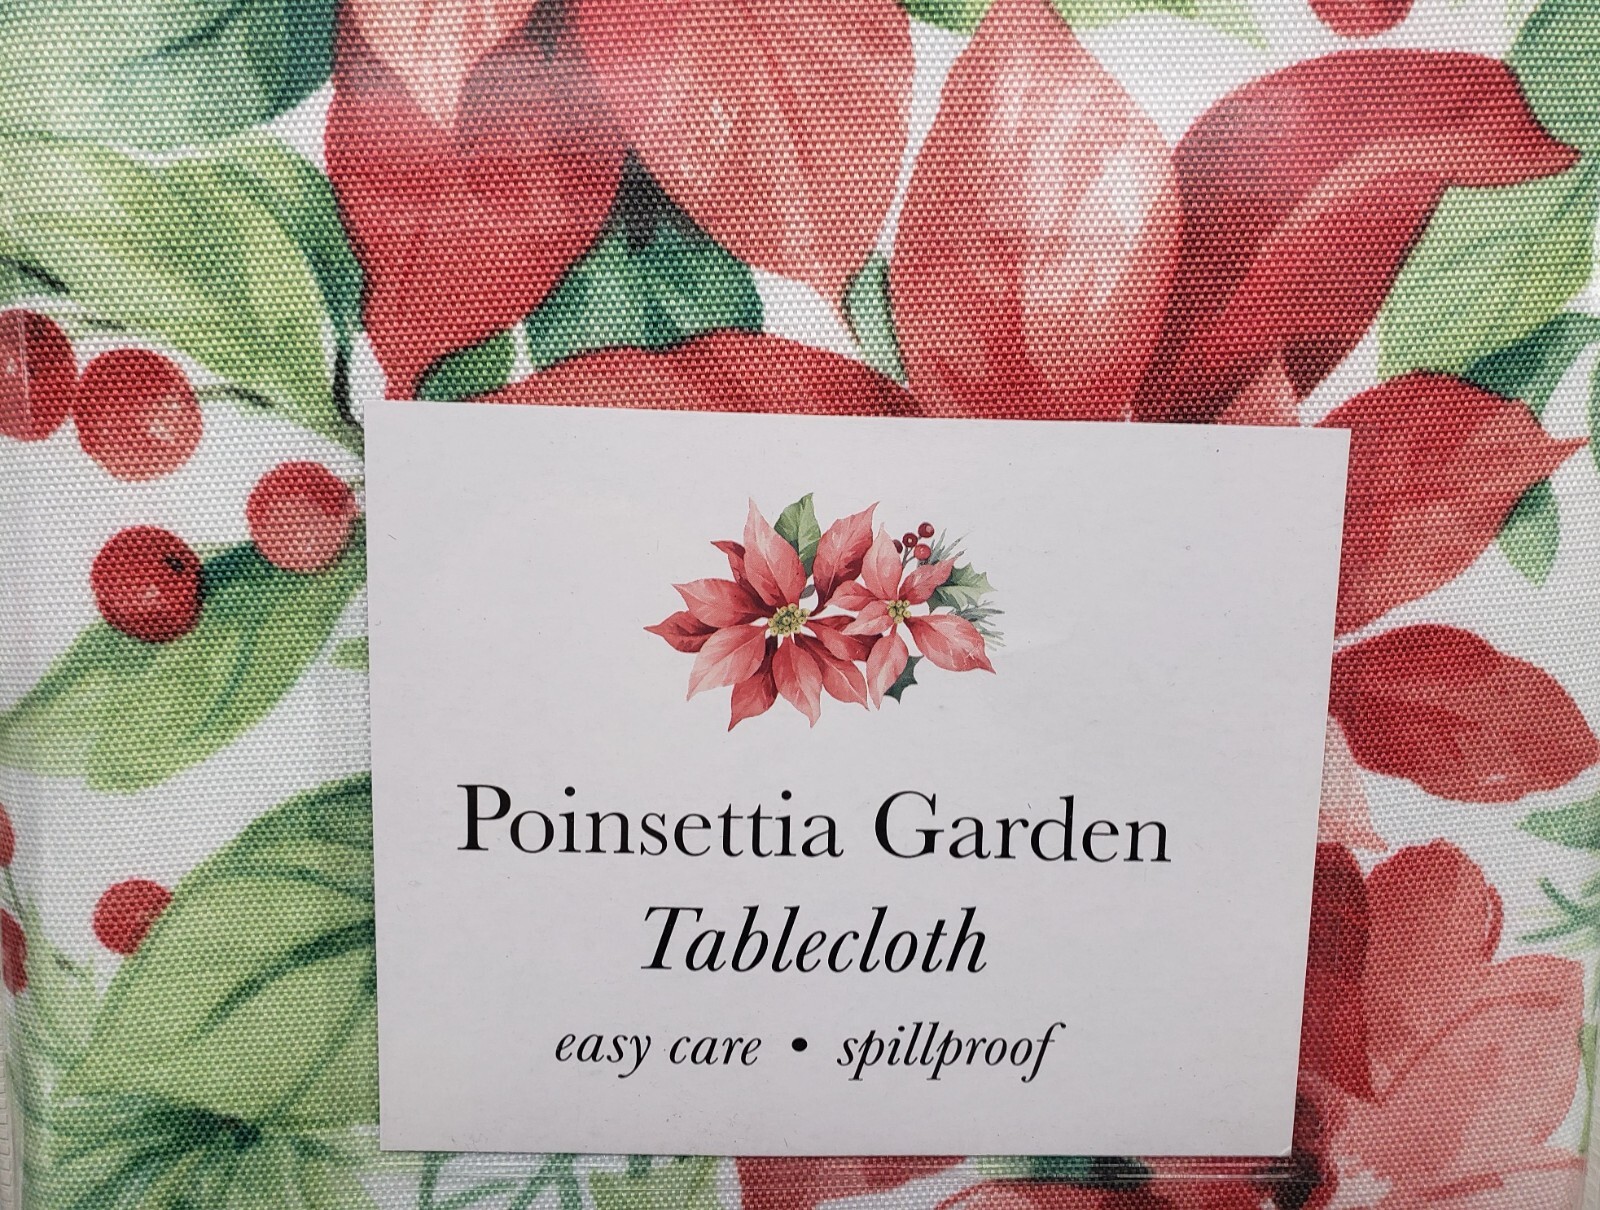 Poinsettia Garden
Tablecloth
easy care • spillproof